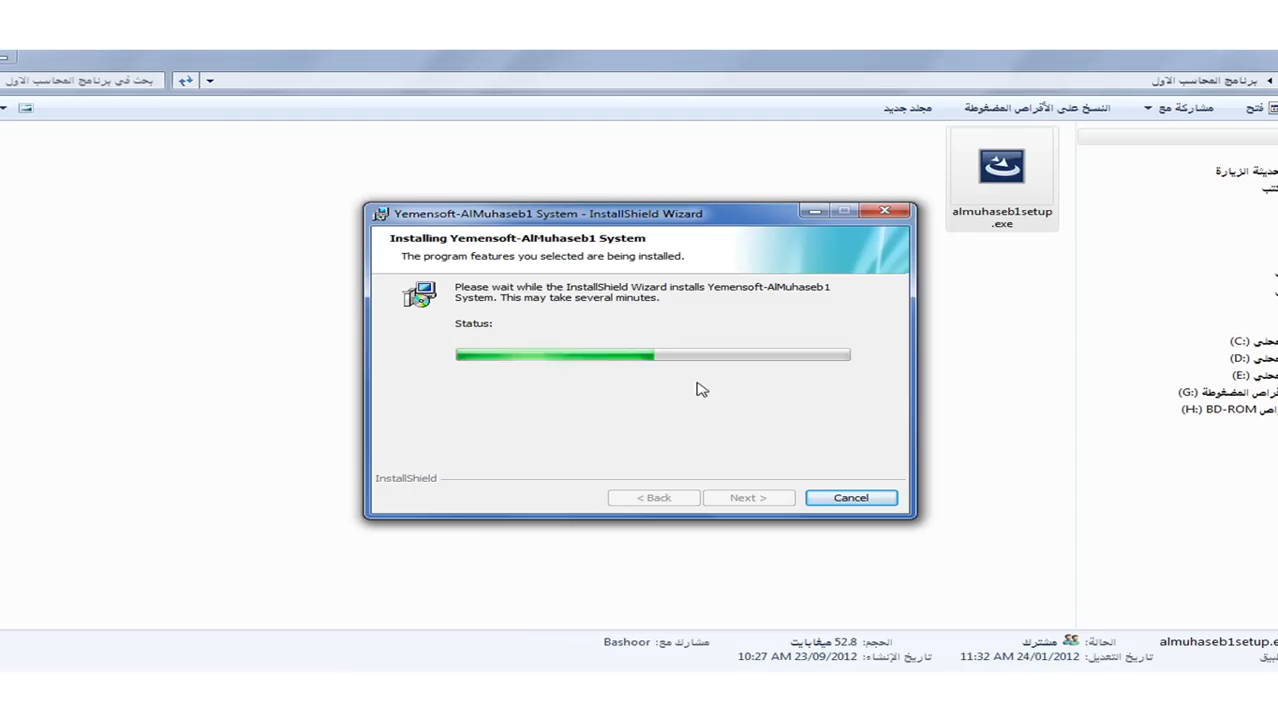 برنامج المحاسب الاول
بحث في برنامج المحاسب الاول
فتح
مشاركة مع
النسخ على الأقراص المضغوطة
مجلد جديد
almuhaseb1setup
.exe
الزيارة
(C:)
(D:)
(E:)
المضغوطة (G:)
BD-ROM (H:)
Yemensoft-AlMuhaseb1 System - InstallShield Wizard
Installing Yemensoft-AlMuhaseb1 System
The program features you selected are being installed.
Please wait while the InstallShield Wizard installs Yemensoft-AlMuhaseb1
System. This may take several minutes.
Status:
InstallShield
< Back
Next >
Cancel
almuhaseb1setup.e
الحالة: مشترك
الحجم: 52.8 ميغابايت
مشارك مع: Bashoor
تاريخ التعديل: 24/01/2012 11:32 AM
تاريخ الإنشاء: 23/09/2012 10:27 AM